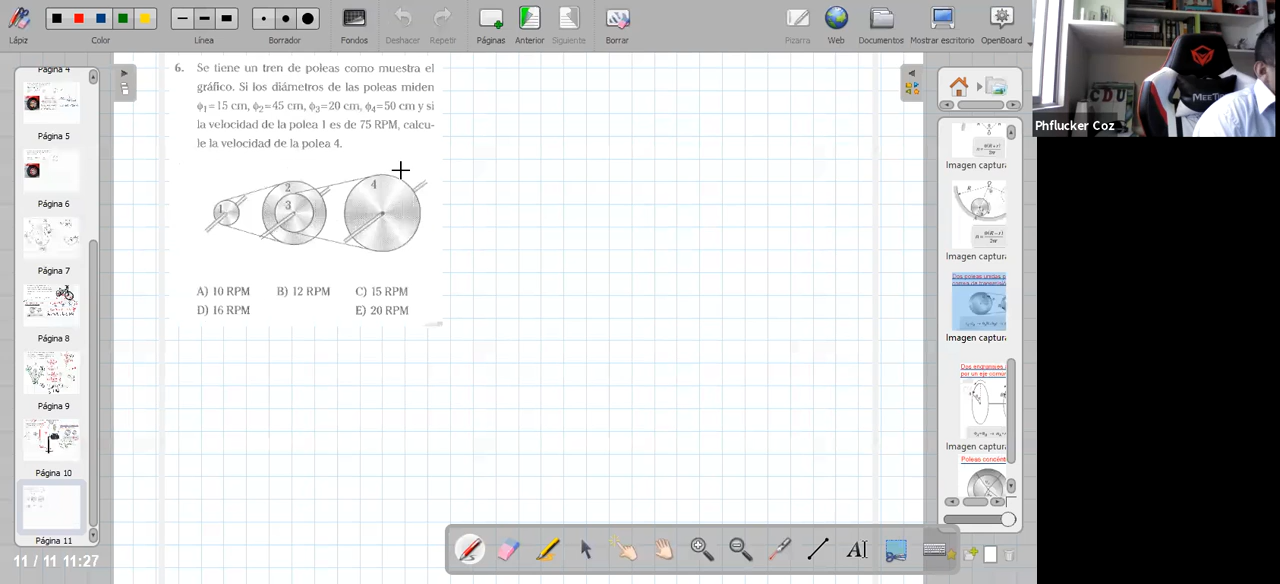 Lápiz
Color
Línea
Borrador
Fondos
Deshacer
Repetir
Páginas
Anterior
Siguiente
Borrar
Pizarra
Web
Documentos
Mostrar escritorio
OpenBoard
Página 4
Página 5
Página 6
Página 7
Página 8
Página 9
Página 10
Página 11
11 / 11 11:27
6. Se tiene un tren de poleas como muestra el
gráfico. Si los diámetros de las poleas miden
ϕ₁=15 cm, ϕ₂=45 cm, ϕ₃=20 cm, ϕ₄=50 cm y si
la velocidad de la polea 1 es de 75 RPM, calcu-
le la velocidad de la polea 4.
1
2
3
4
A) 10 RPM B) 12 RPM C) 15 RPM
D) 16 RPM E) 20 RPM
Imagen captura
Imagen captura
Dos poleas unidas p
Imagen captura
Dos engranajes
por un eje comun
Imagen captura
Poleas concént
CDU
MEETI
Phflucker Coz